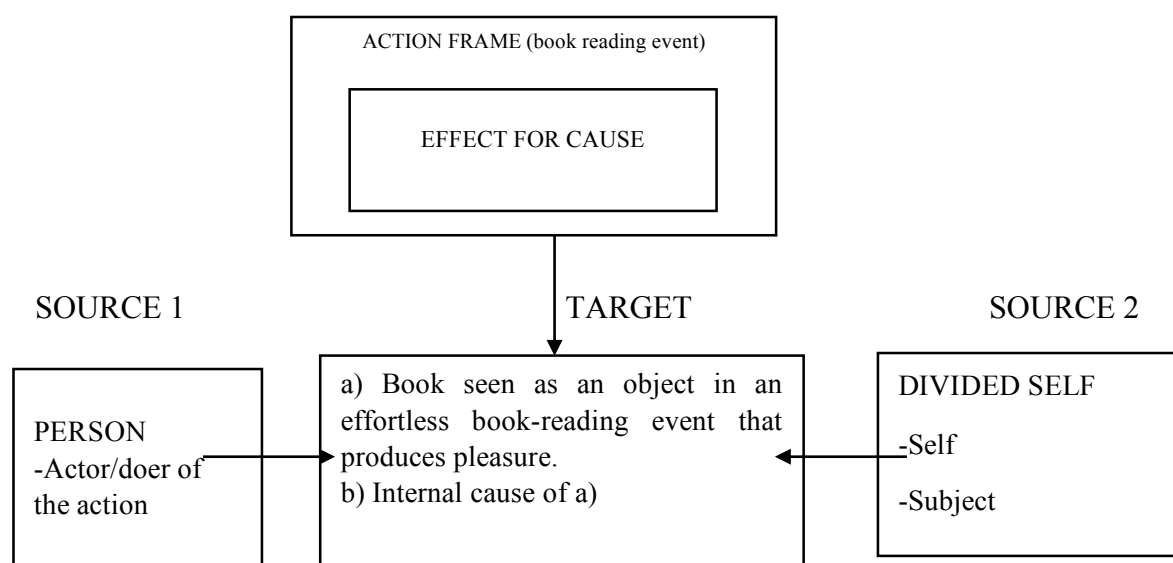 ACTION FRAME (book reading event)
EFFECT FOR CAUSE
SOURCE 1
TARGET
SOURCE 2
PERSON
-Actor/doer of
the action
a) Book seen as an object in an
effortless book-reading event that
produces pleasure.
b) Internal cause of a)
DIVIDED SELF
-Self
-Subject